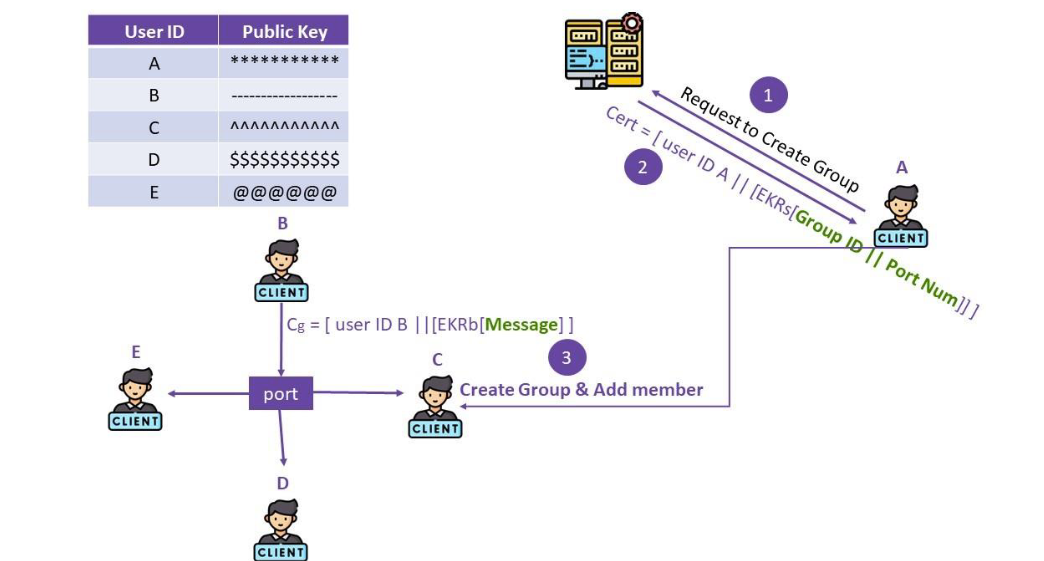 User ID Public Key
A ***********
B ------------------
C ^^^^^^^^^^^
D $$$$$$$$$$$
E @@@@@@
1
Request to Create Group
Cert = [ user ID A || [EKRs[Group ID || Port Num]] ]
2
A
CLIENT
B
CLIENT
Cg = [ user ID B ||[EKRb[Message] ]
3
E
CLIENT
port
C
CLIENT
Create Group & Add member
D
CLIENT